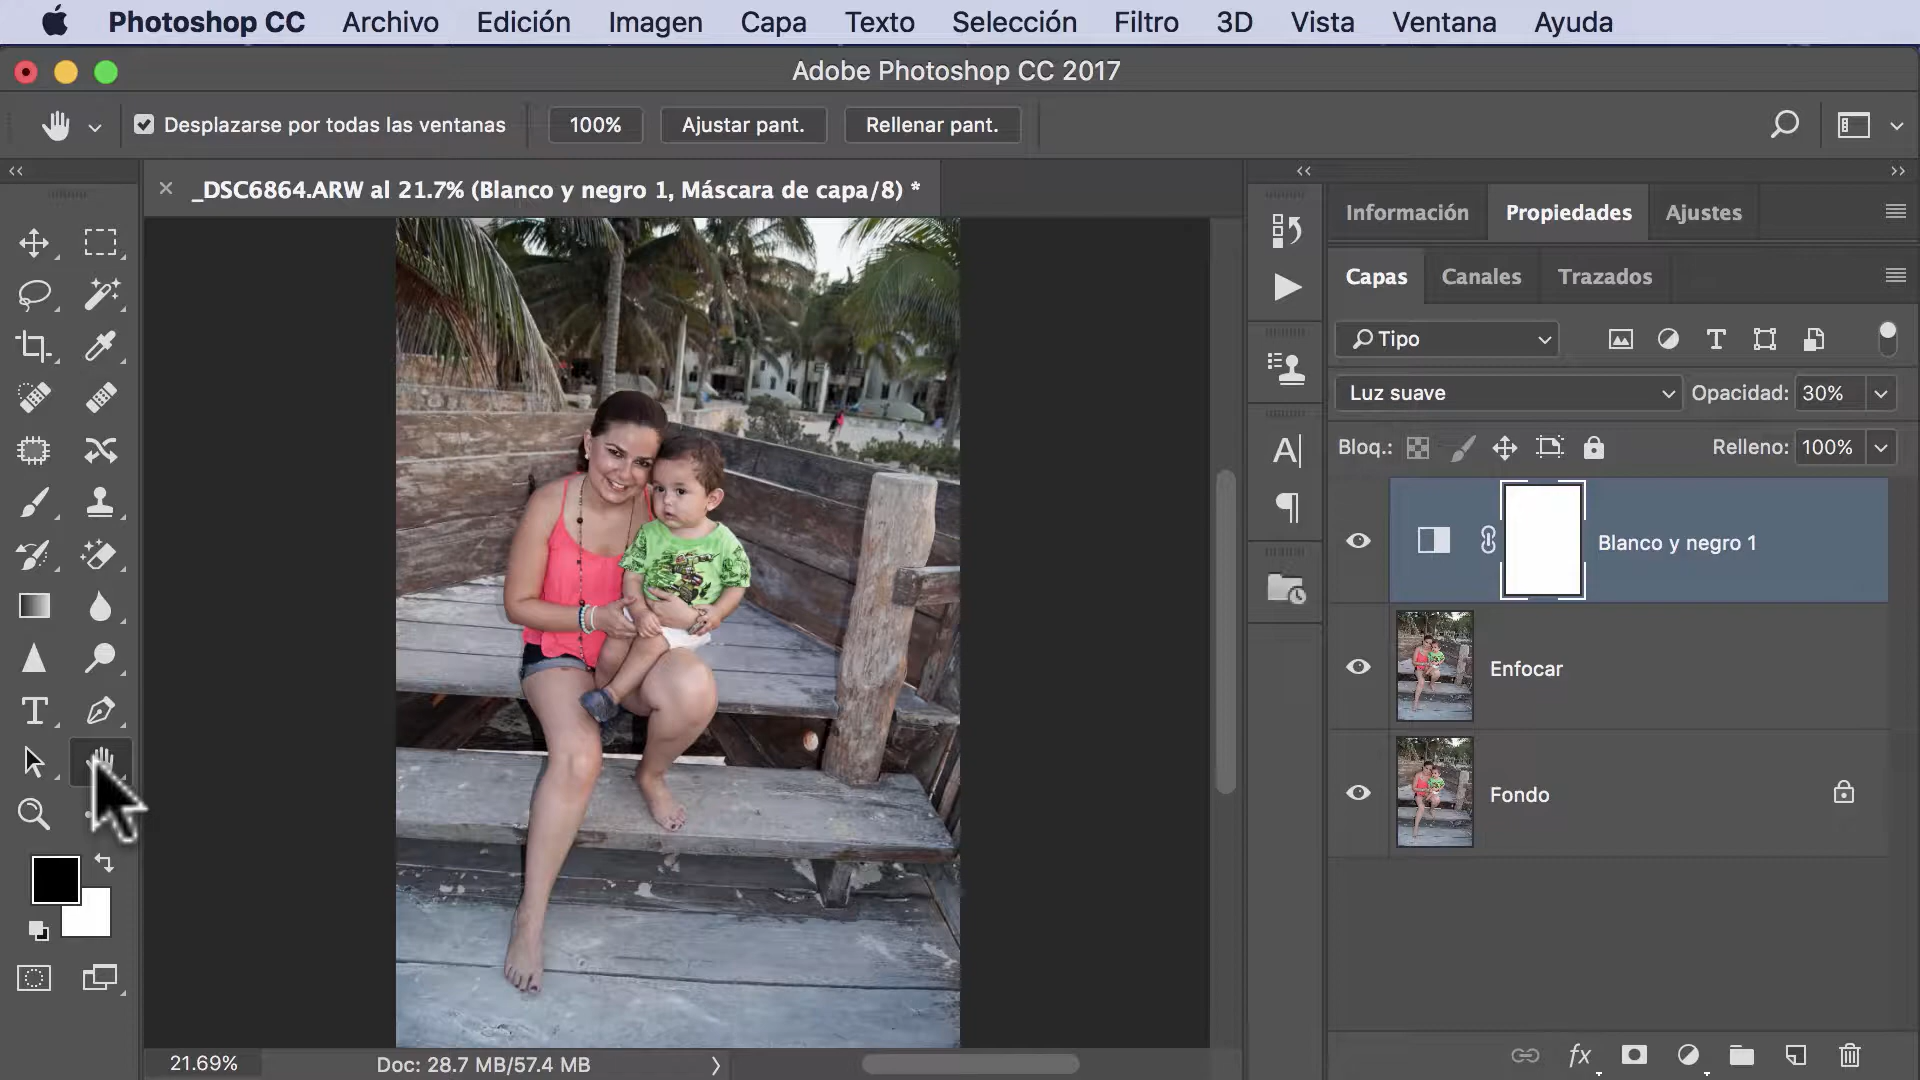 Photoshop CC Archivo Edición Imagen Capa Texto Selección Filtro 3D Vista Ventana Ayuda
Adobe Photoshop CC 2017
Desplazarse por todas las ventanas 100% Ajustar pant. Rellenar pant.
_DSC6864.ARW al 21.7% (Blanco y negro 1, Máscara de capa/8) *
Información Propiedades Ajustes
Capas Canales Trazados
Tipo
Luz suave Opacidad: 30%
Bloq.: Relleno: 100%
Blanco y negro 1
Enfocar
Fondo
21.69% Doc: 28.7 MB/57.4 MB
fx